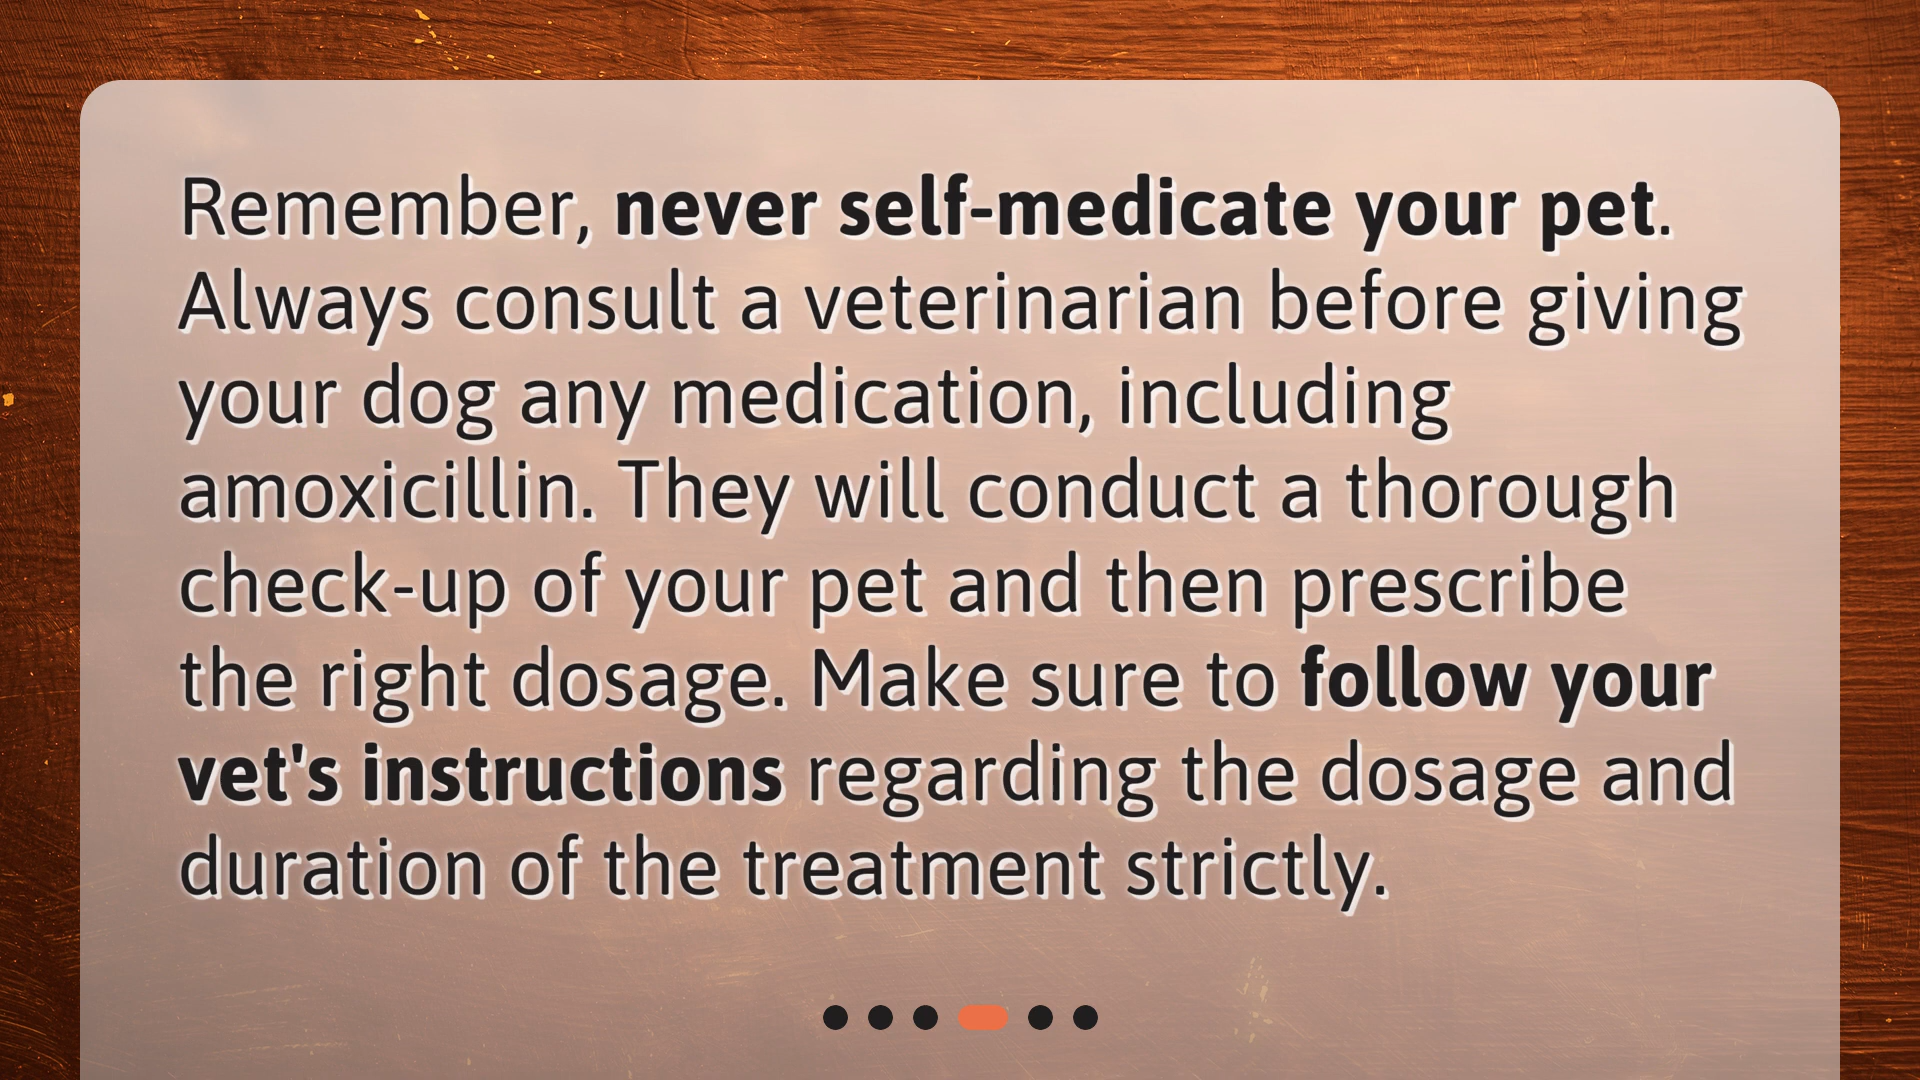 Remember, never self-medicate your pet.
Always consult a veterinarian before giving
your dog any medication, including
amoxicillin. They will conduct a thorough
check-up of your pet and then prescribe
the right dosage. Make sure to follow your
vet's instructions regarding the dosage and
duration of the treatment strictly.